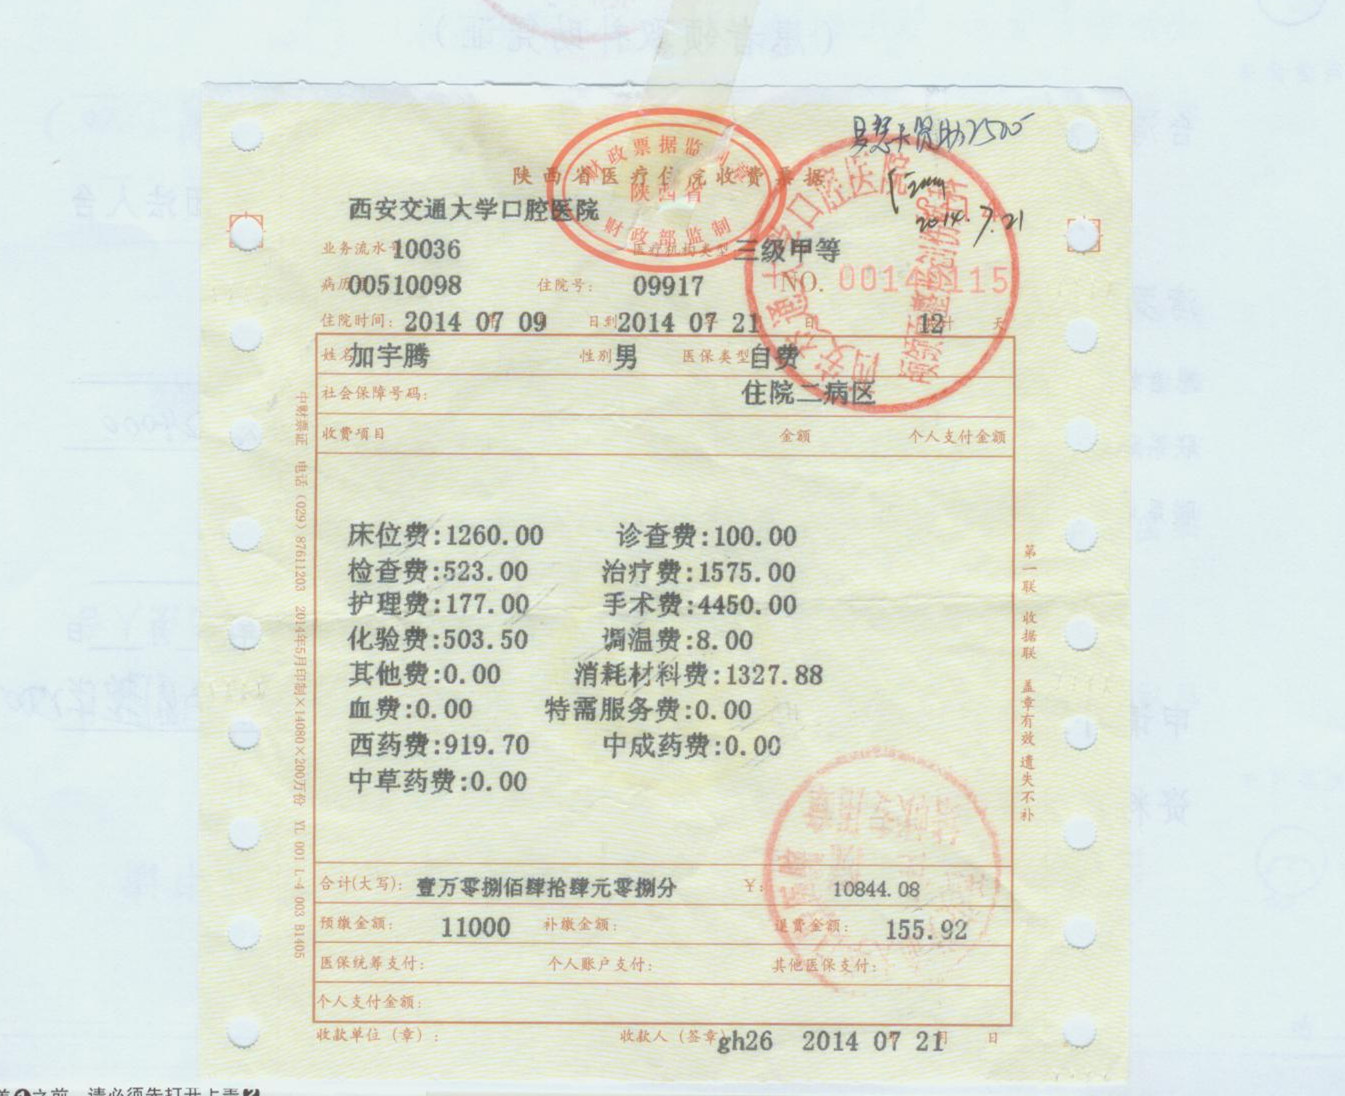 陕西省医疗住院收费票据
财政票据监制章
陕西省
财政部监制
西安交通大学口腔医院
2014.7.21
业务流水号 10036 医疗机构类型 三级甲等
病历 00510098 住院号: 09917 NO.
住院时间: 2014 07 09 日到 2014 07 21 日 12 天
姓名 加宇腾 性别 男 医保类型 自费
社会保障号码: 住院二病区
收费项目 金额 个人支付金额
床位费:1260.00 诊查费:100.00
检查费:523.00 治疗费:1575.00
护理费:177.00 手术费:4450.00
化验费:503.50 调温费:8.00
其他费:0.00 消耗材料费:1327.88
血费:0.00 特需服务费:0.00
西药费:919.70 中成药费:0.00
中草药费:0.00
合计(大写): 壹万零捌佰肆拾肆元零捌分 ¥: 10844.08
预缴金额: 11000 补缴金额: 退费金额: 155.92
医保统筹支付: 个人账户支付: 其他医保支付:
个人支付金额:
收款单位（章）: 收款人（签章 gh26 2014 07 21 日
中财票证 电话（029）87611203 2014年5月印制×14080×200万份 YL 001 L-4 003 B1405
第一联 收据联 盖章有效 遗失不补